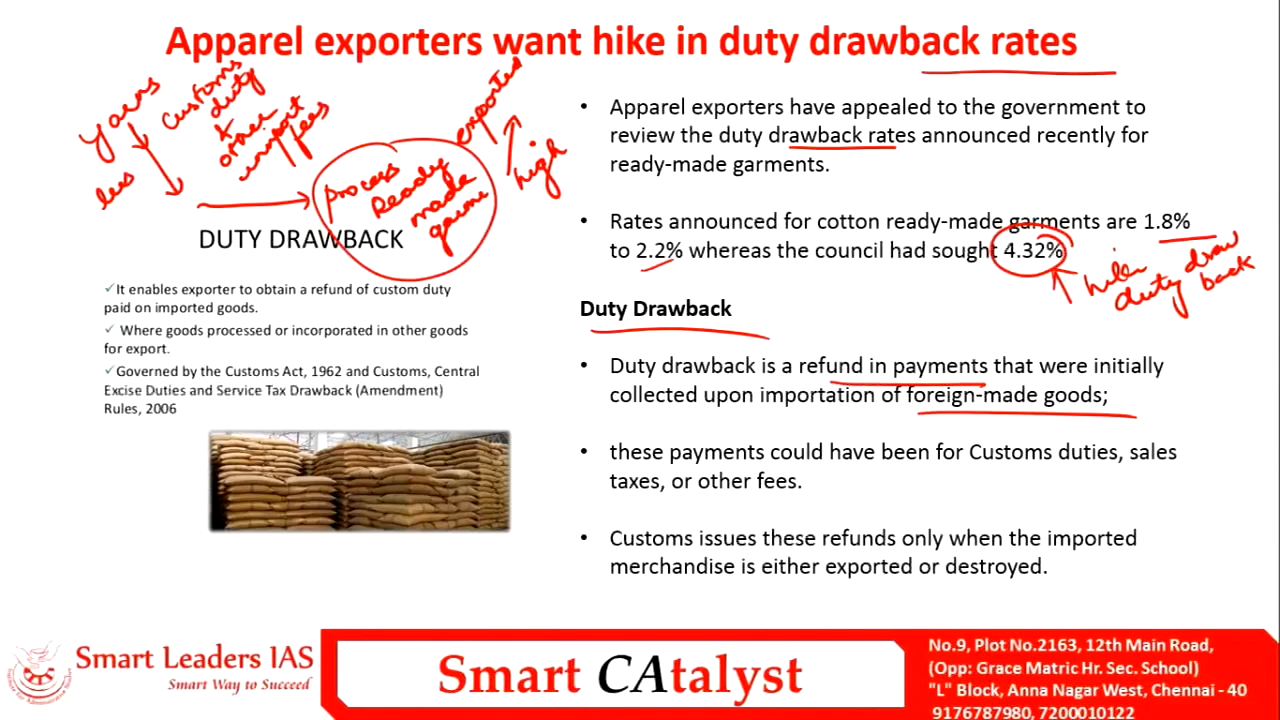 Apparel exporters want hike in duty drawback rates
yarns
less
customs
duty
+
other
import
fees
process
Ready
made
exported
high
DUTY DRAWBACK
✓It enables exporter to obtain a refund of custom duty
paid on imported goods.
✓ Where goods processed or incorporated in other goods
for export.
✓Governed by the Customs Act, 1962 and Customs, Central
Excise Duties and Service Tax Drawback (Amendment)
Rules, 2006
• Apparel exporters have appealed to the government to
review the duty drawback rates announced recently for
ready-made garments.
• Rates announced for cotton ready-made garments are 1.8%
to 2.2% whereas the council had sought 4.32%
duty draw
back
Duty Drawback
• Duty drawback is a refund in payments that were initially
collected upon importation of foreign-made goods;
• these payments could have been for Customs duties, sales
taxes, or other fees.
• Customs issues these refunds only when the imported
merchandise is either exported or destroyed.
Smart Leaders IAS
Smart Way to Succeed
Smart CAtalyst
No.9, Plot No.2163, 12th Main Road,
(Opp: Grace Matric Hr. Sec. School)
"L" Block, Anna Nagar West, Chennai - 40
9176787980, 7200010122